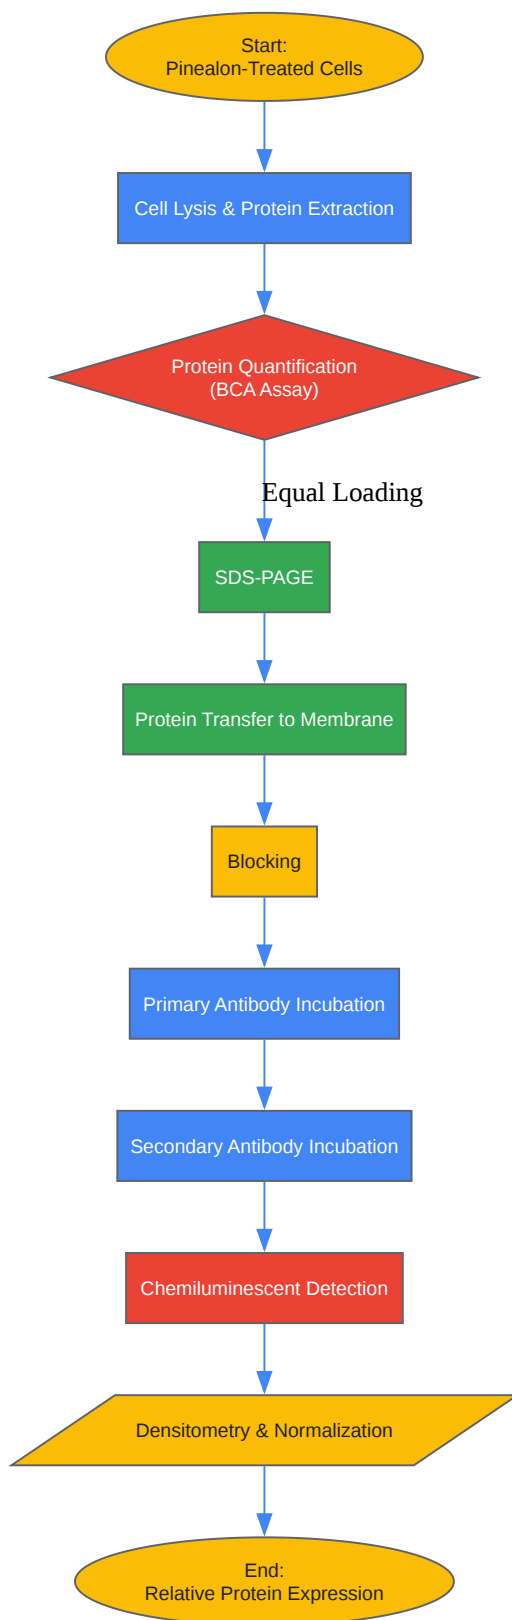 Start:
Pinealon-Treated Cells
Cell Lysis & Protein Extraction
Protein Quantification
(BCA Assay)
Equal Loading
SDS-PAGE
Protein Transfer to Membrane
Blocking
Primary Antibody Incubation
Secondary Antibody Incubation
Chemiluminescent Detection
Densitometry & Normalization
End:
Relative Protein Expression